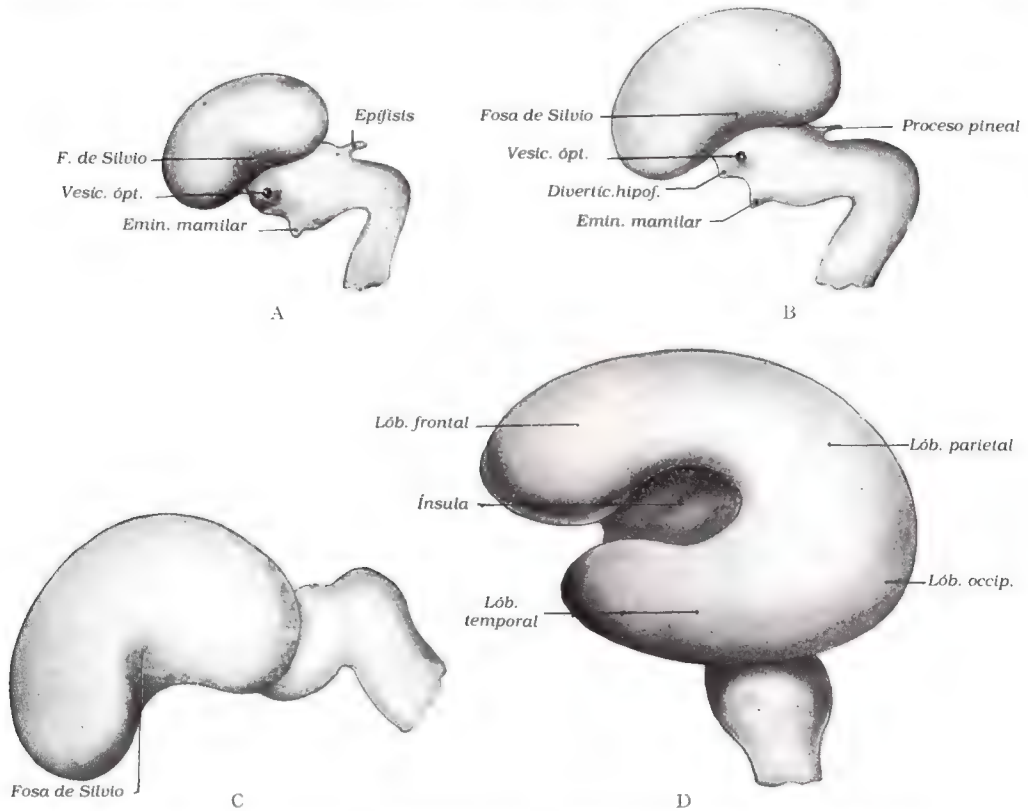 Epífisis
F. de Silvio
Vesic. ópt.
Emin. mamilar
A
Fosa de Silvio
Proceso pineal
Vesic. ópt.
Divertíc.hipof.
Emin. mamilar
B
Fosa de Silvio
C
Lób. frontal
Lób. parietal
Ínsula
Lób. occip.
Lób.
temporal
D